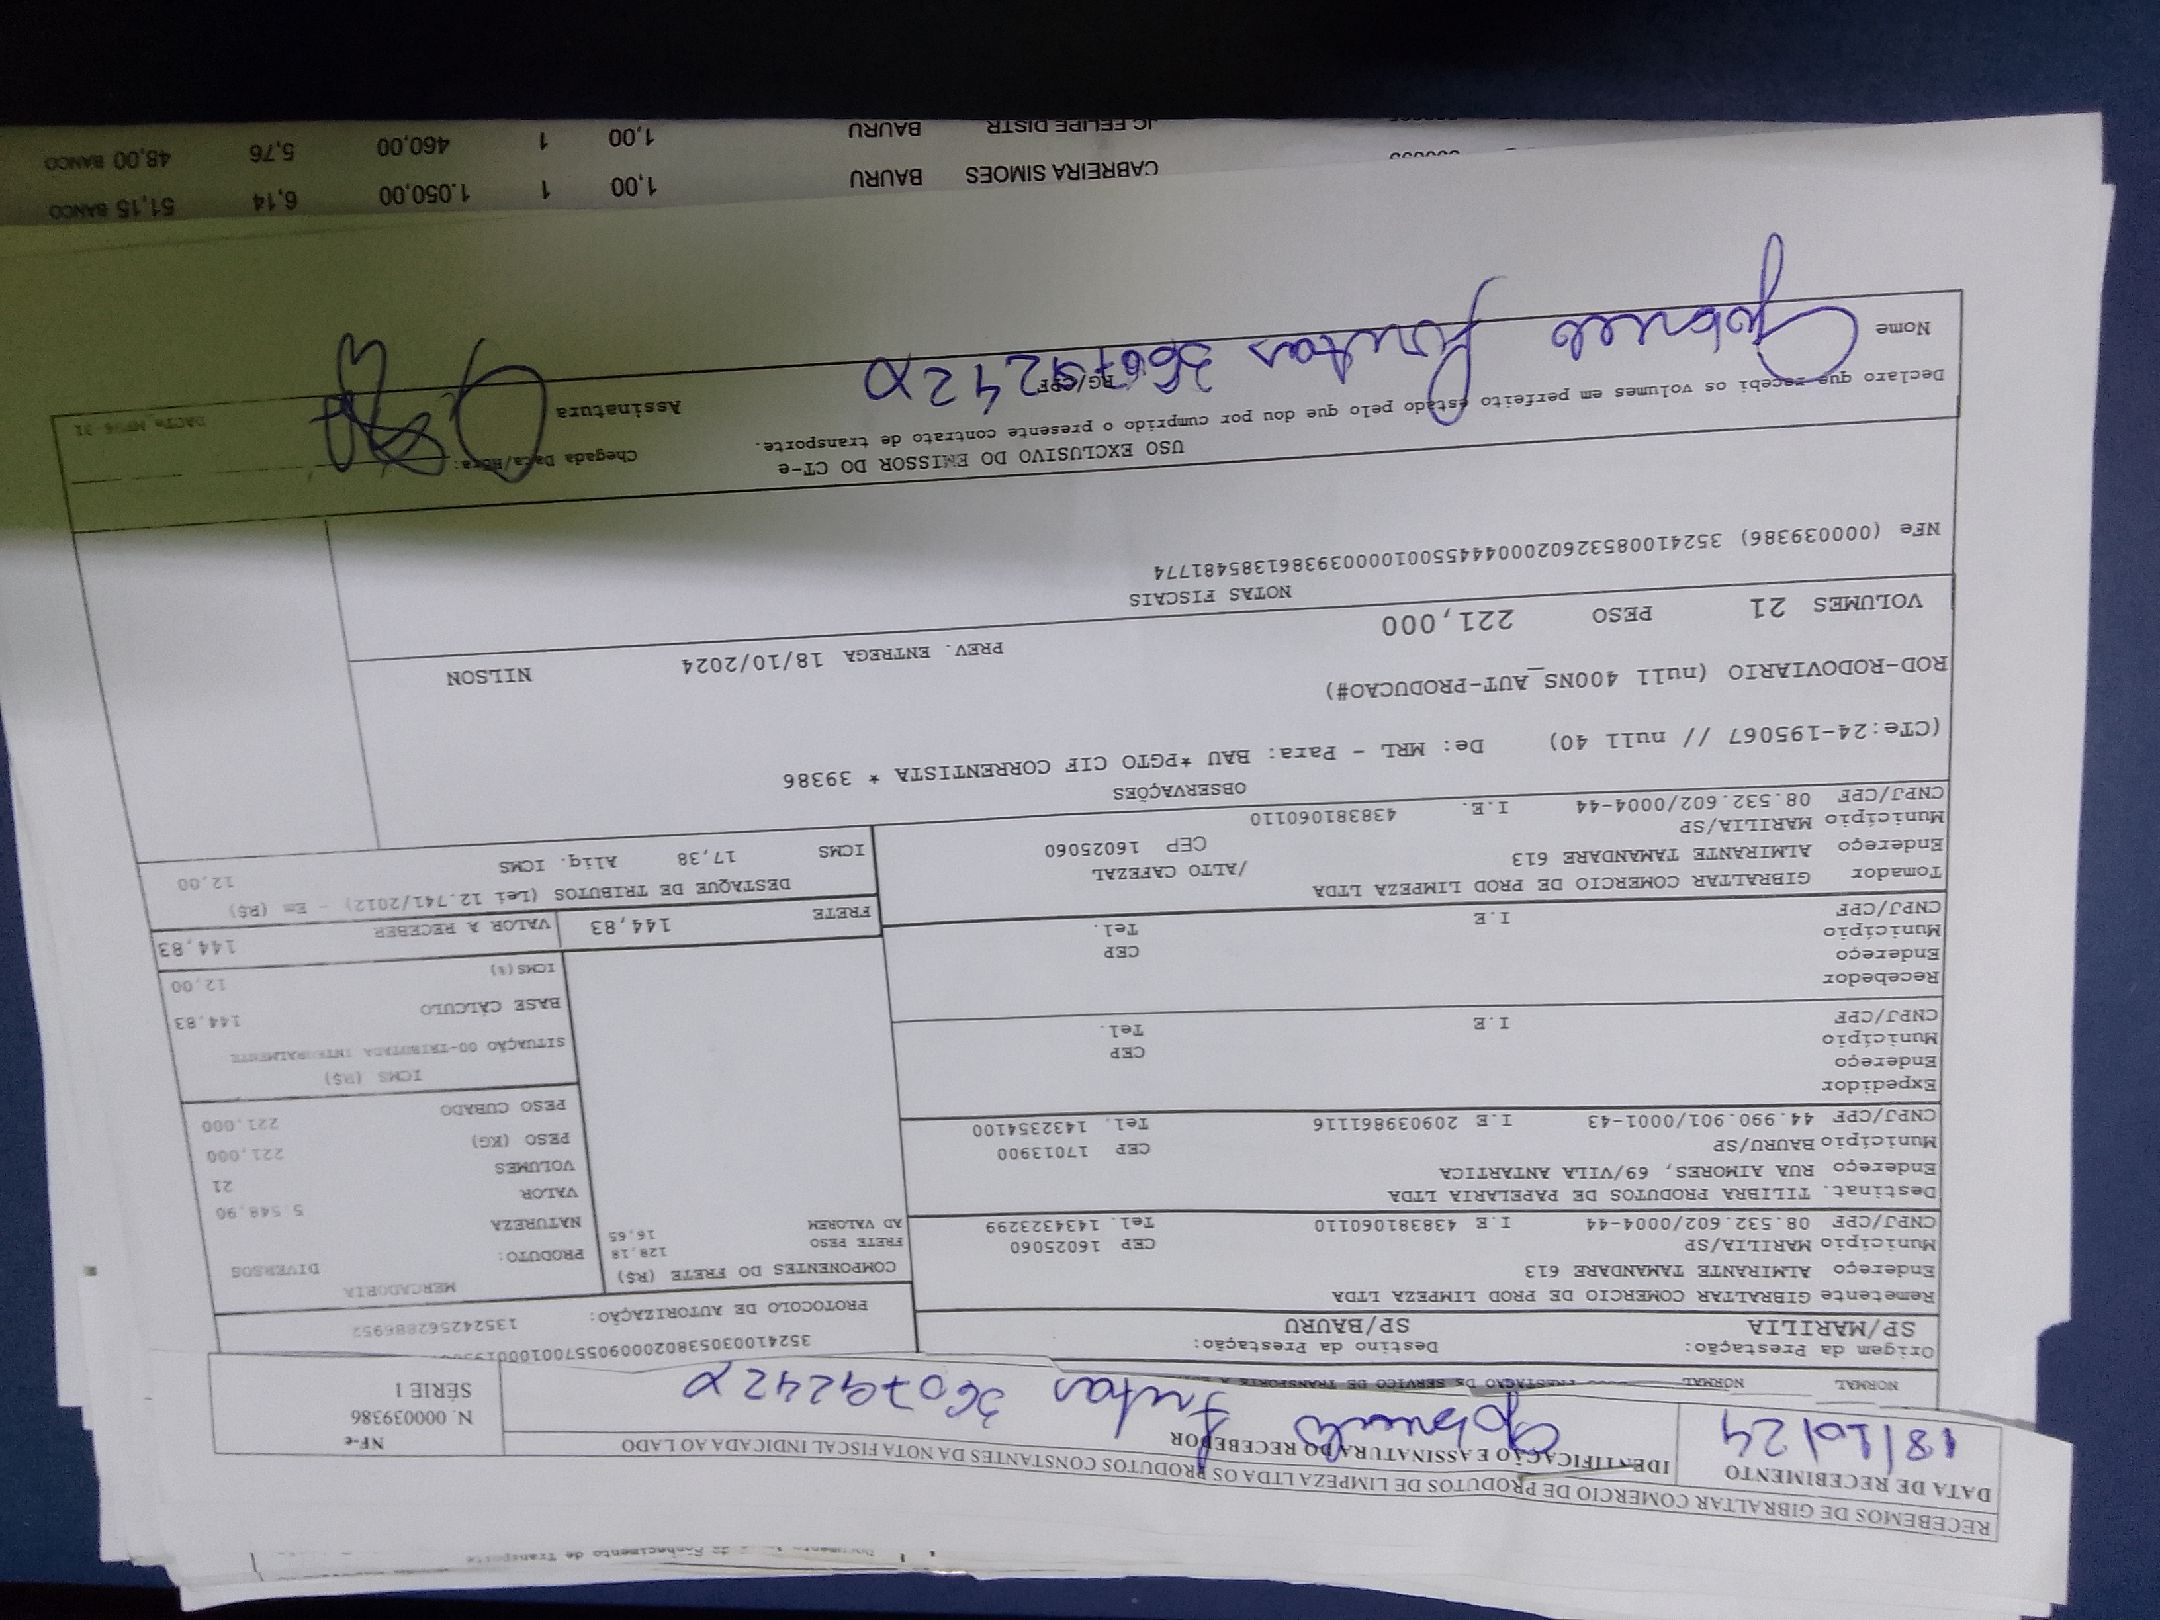 RECEBEMOS DE GIBRALTAR COMERCIO DE PRODUTOS DE LIMPEZA LTDA OS PRODUTOS DA NOTAS CONSTANTES DA NOTA FISCAL INDICADA AO LADO
DATA DE RECEBIMENTO
18/10/24
IDENTIFICAÇÃO E ASSINATURA DO RECEBEDOR
36079242X
NF-e
N. 000039386
SÉRIE 1
NORMAL NORMAL PRESTAÇÃO DE SERVIÇO DE TRANSPORTE
Origem da Prestação: Destino da Prestação:
SP/MARILIA SP/BAURU
PROTOCOLO DE AUTORIZAÇÃO:
Remetente GIBRALTAR COMERCIO DE PROD LIMPEZA LTDA
Endereço ALMIRANTE TAMANDARE 613
Município MARILIA/SP CEP 16025060
CNPJ/CPF 08.532.602/0004-44 I.E 438381060110 Tel. 1434323299
Destinat. TILIBRA PRODUTOS DE PAPELARIA LTDA
Endereço RUA AIMORES, 69/VILA ANTARTICA
Município BAURU/SP CEP 17013900
CNPJ/CPF 44.990.901/0001-43 I.E 209039861116 Tel. 1432354100
Expedidor
Endereço
Município CEP
CNPJ/CPF I.E Tel.
Recebedor
Endereço
Município CEP
CNPJ/CPF I.E Tel.
Tomador GIBRALTAR COMERCIO DE PROD LIMPEZA LTDA
Endereço ALMIRANTE TAMANDARE 613 /ALTO CAFEZAL
Município MARILIA/SP CEP 16025060
CNPJ/CPF 08.532.602/0004-44 I.E. 438381060110
COMPONENTES DO FRETE (R$)
FRETE PESO 128,18
AD VALOREM 16,65
MERCADORIA
PRODUTO: DIVERSOS
NATUREZA
VALOR 5.548,90
VOLUMES 21
PESO (KG) 221,000
PESO CUBADO 221,000
ICMS (R$)
SITUAÇÃO 00-TRIBUTADA INTEGRALMENTE
BASE CÁLCULO 144,83
ICMS(%) 12,00
FRETE 144,83 VALOR A RECEBER 144,83
DESTAQUE DE TRIBUTOS (Lei 12.741/2012) - Em (R$)
ICMS 17,38 Aliq. ICMS 12,00
OBSERVAÇÕES
(CTe:24-195067 // null 40) De: MRL - Para: BAU *PGTO CIF CORRENTISTA * 39386
ROD-RODOVIARIO (null 400NS_AUT-PRODUCAO#)
PREV. ENTREGA 18/10/2024 NILSON
VOLUMES 21 PESO 221,000
NOTAS FISCAIS
NFe (000039386) 35241008532602000444550010000393861385481774
USO EXCLUSIVO DO EMISSOR DO CT-e
Declaro que recebi os volumes em perfeito estado pelo que dou por cumprido o presente contrato de transporte.
Chegada Data/Hora:
Nome RG/CPF 36079242X Assinatura
CABREIRA SIMOES BAURU 1,00 1 1.050,00 6,14 51,15 BANCO
JC FELIPE DISTR BAURU 1,00 1 460,00 5,76 48,00 BANCO